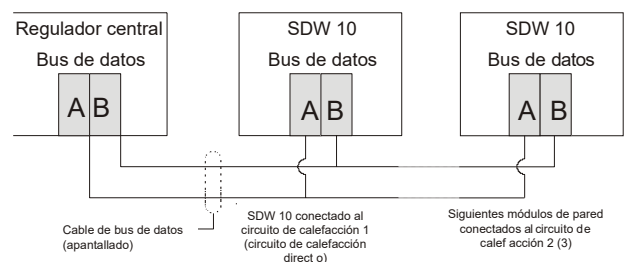 Regulador central
Bus de datos
A B
SDW 10
Bus de datos
A B
SDW 10
Bus de datos
A B
Cable de bus de datos
(apantallado)
SDW 10 conectado al
circuito de calefacción 1
(circuito de calefacción
direct o)
Siguientes módulos de pared
conectados al circuito de
calef acción 2 (3)